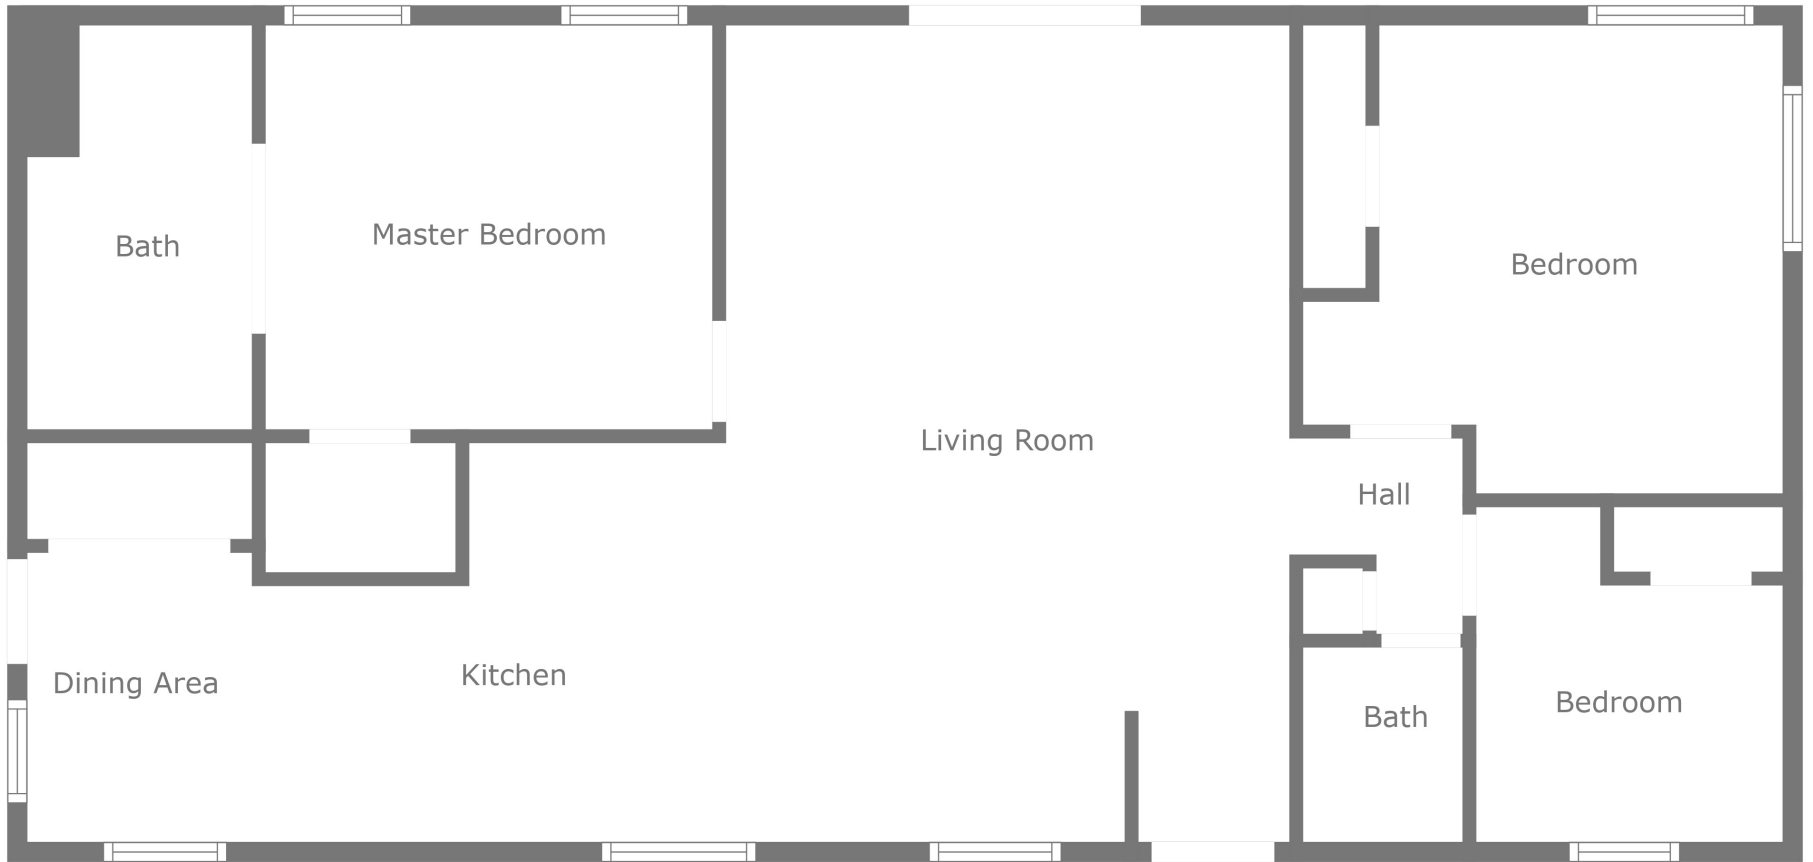 Bath
Master Bedroom
Bedroom
Living Room
Hall
Dining Area
Kitchen
Bath
Bedroom